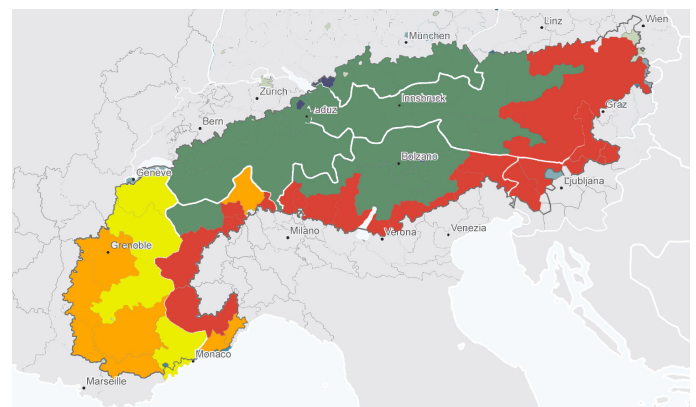 Linz
Wien
München
Zürich
Innsbruck
Vaduz
Graz
Bern
Bolzano
Genève
Ljubljana
Milano
Verona
Venezia
Grenoble
Monaco
Marseille